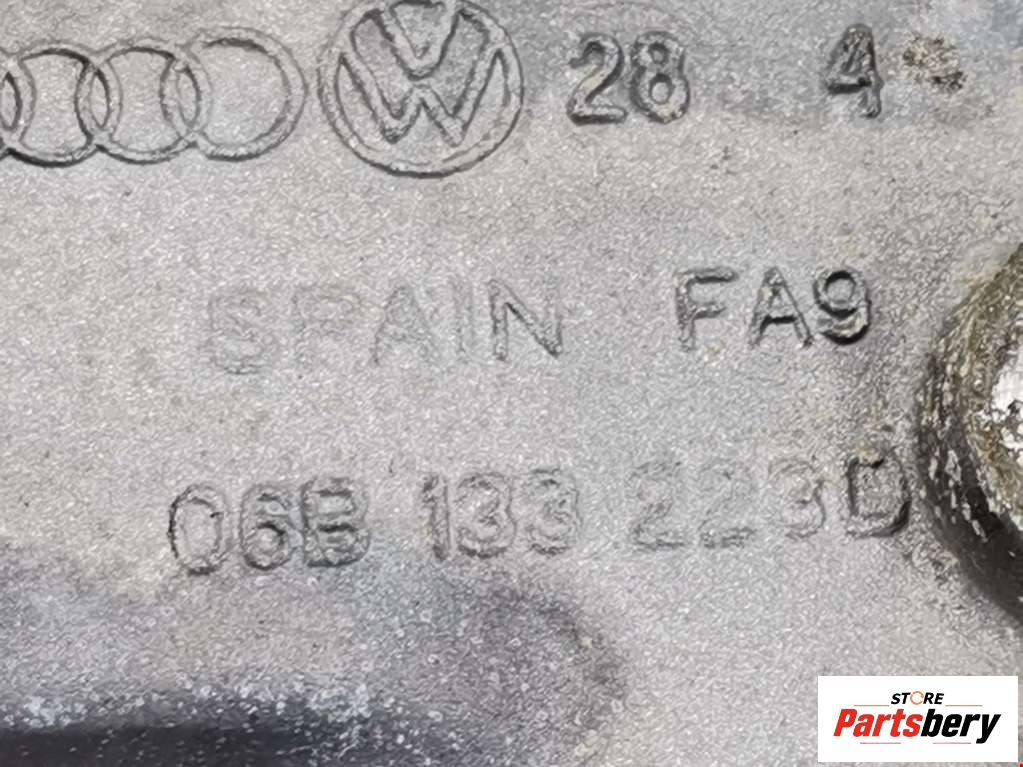 28 4
SPAIN FA9
06B 133 223D
STORE
Partsbery